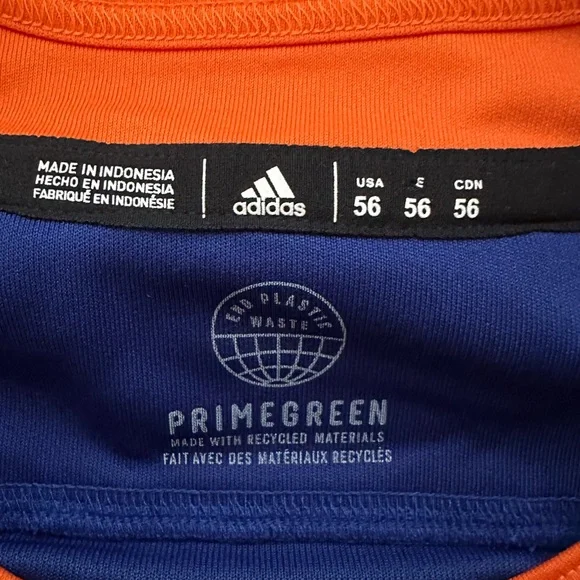 MADE IN INDONESIA
HECHO EN INDONESIA
FABRIQUÉ EN INDONÉSIE
adidas
USA E CDN
56 56 56
END PLASTIC
WASTE
PRIMEGREEN
MADE WITH RECYCLED MATERIALS
FAIT AVEC DES MATÉRIAUX RECYCLÉS